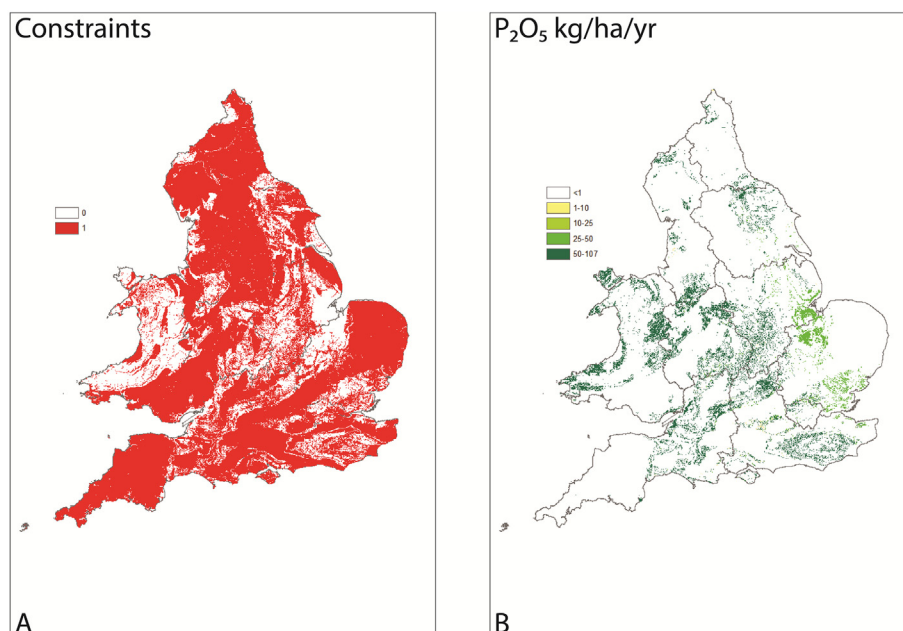 Constraints
0
1
A
P₂O₅ kg/ha/yr
<1
1-10
10-25
25-50
50-107
B